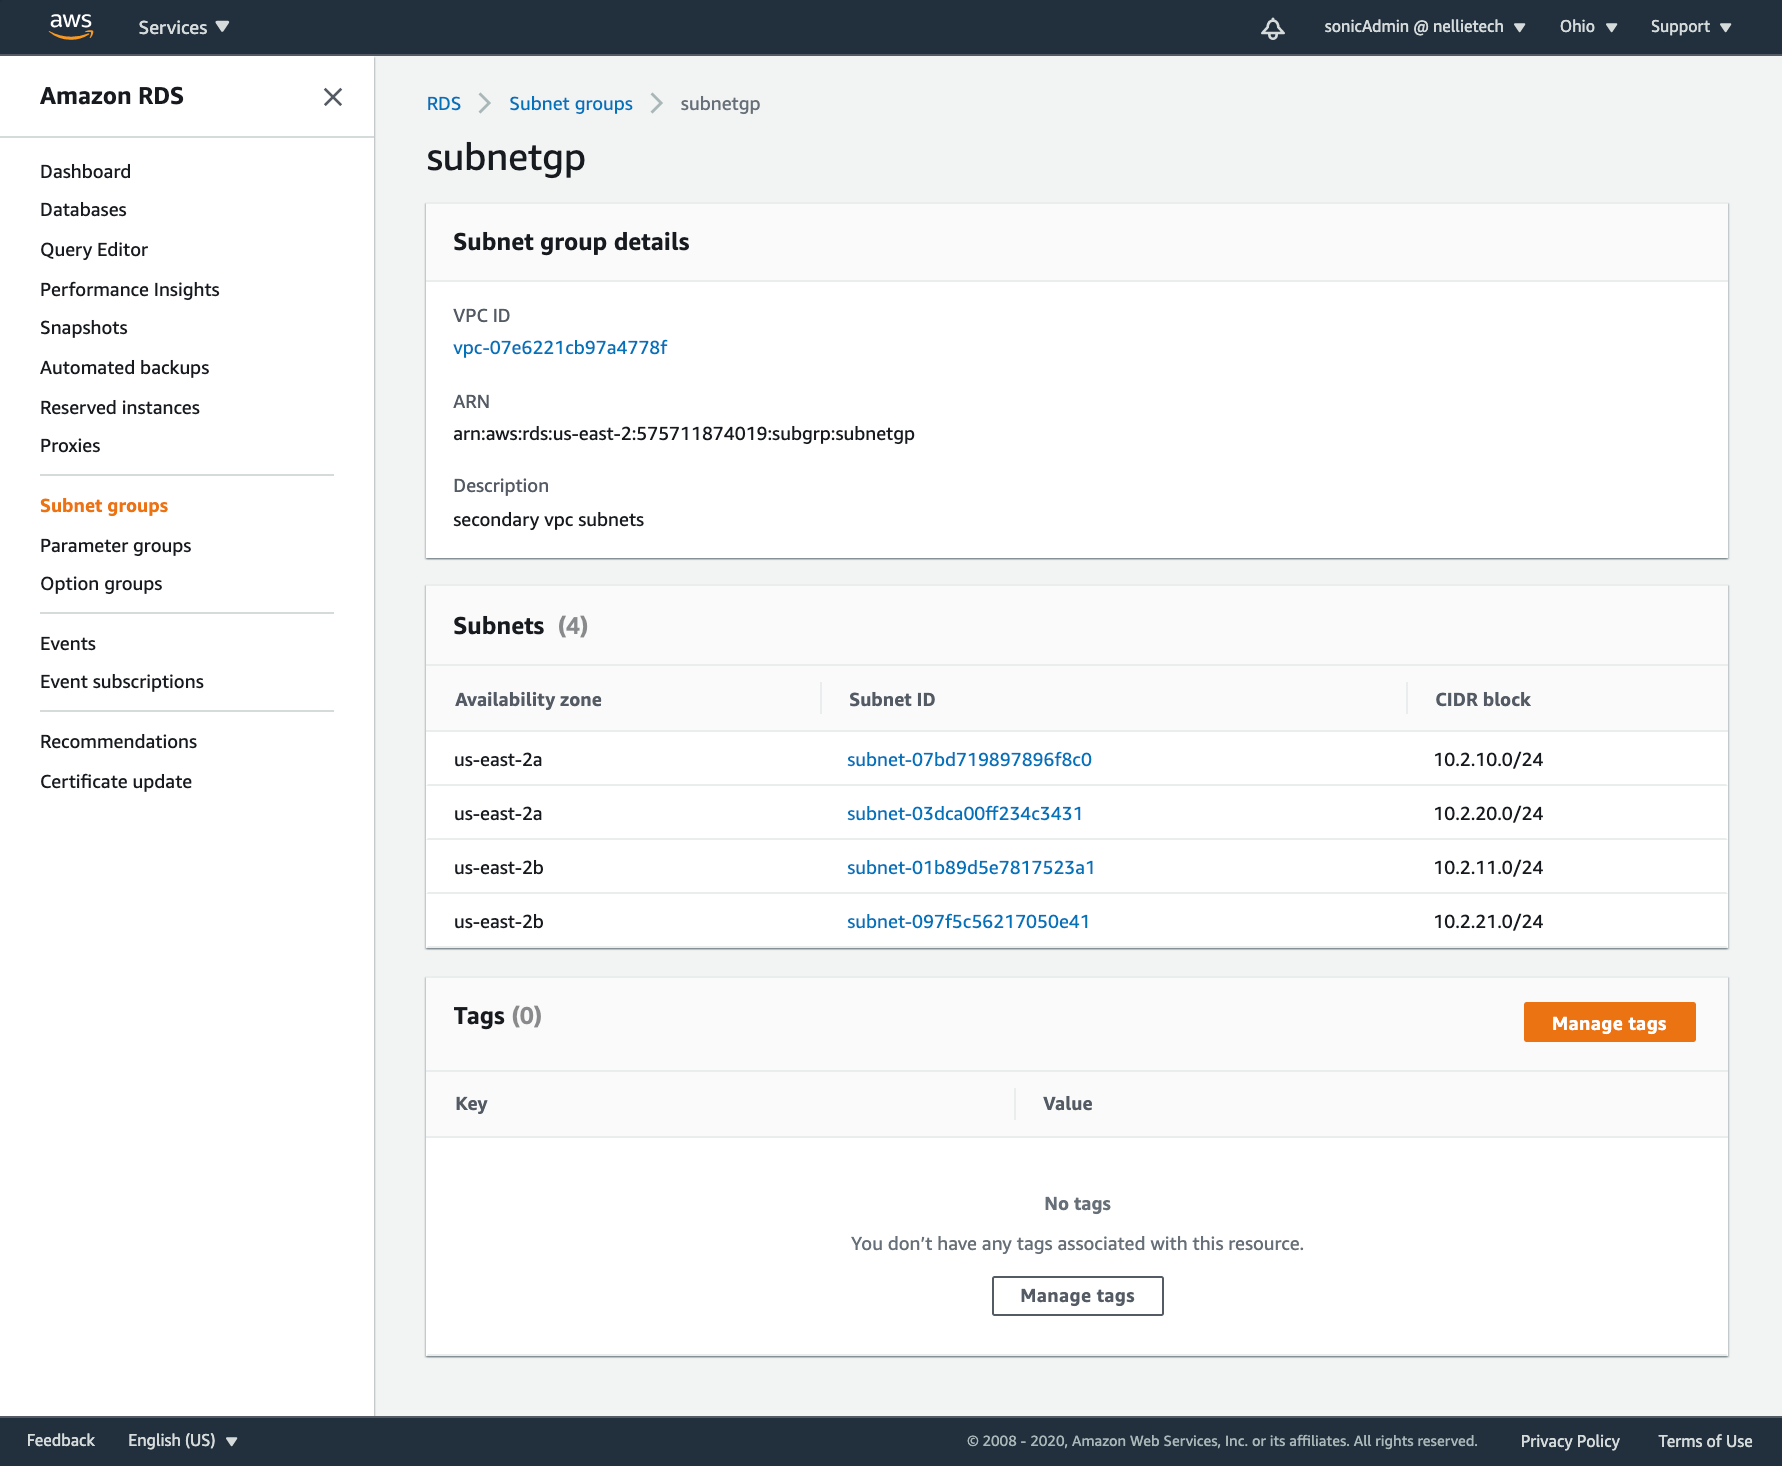 aws
Services
sonicAdmin @ nellietech
Ohio
Support
Amazon RDS
Dashboard
Databases
Query Editor
Performance Insights
Snapshots
Automated backups
Reserved instances
Proxies
Subnet groups
Parameter groups
Option groups
Events
Event subscriptions
Recommendations
Certificate update
RDS
Subnet groups
subnetgp
subnetgp
Subnet group details
VPC ID
vpc-07e6221cb97a4778f
ARN
arn:aws:rds:us-east-2:575711874019:subgrp:subnetgp
Description
secondary vpc subnets
Subnets (4)
Availability zone Subnet ID CIDR block
us-east-2a subnet-07bd719897896f8c0 10.2.10.0/24
us-east-2a subnet-03dca00ff234c3431 10.2.20.0/24
us-east-2b subnet-01b89d5e7817523a1 10.2.11.0/24
us-east-2b subnet-097f5c56217050e41 10.2.21.0/24
Tags (0)
Manage tags
Key Value
No tags
You don’t have any tags associated with this resource.
Manage tags
Feedback
English (US)
© 2008 - 2020, Amazon Web Services, Inc. or its affiliates. All rights reserved.
Privacy Policy
Terms of Use